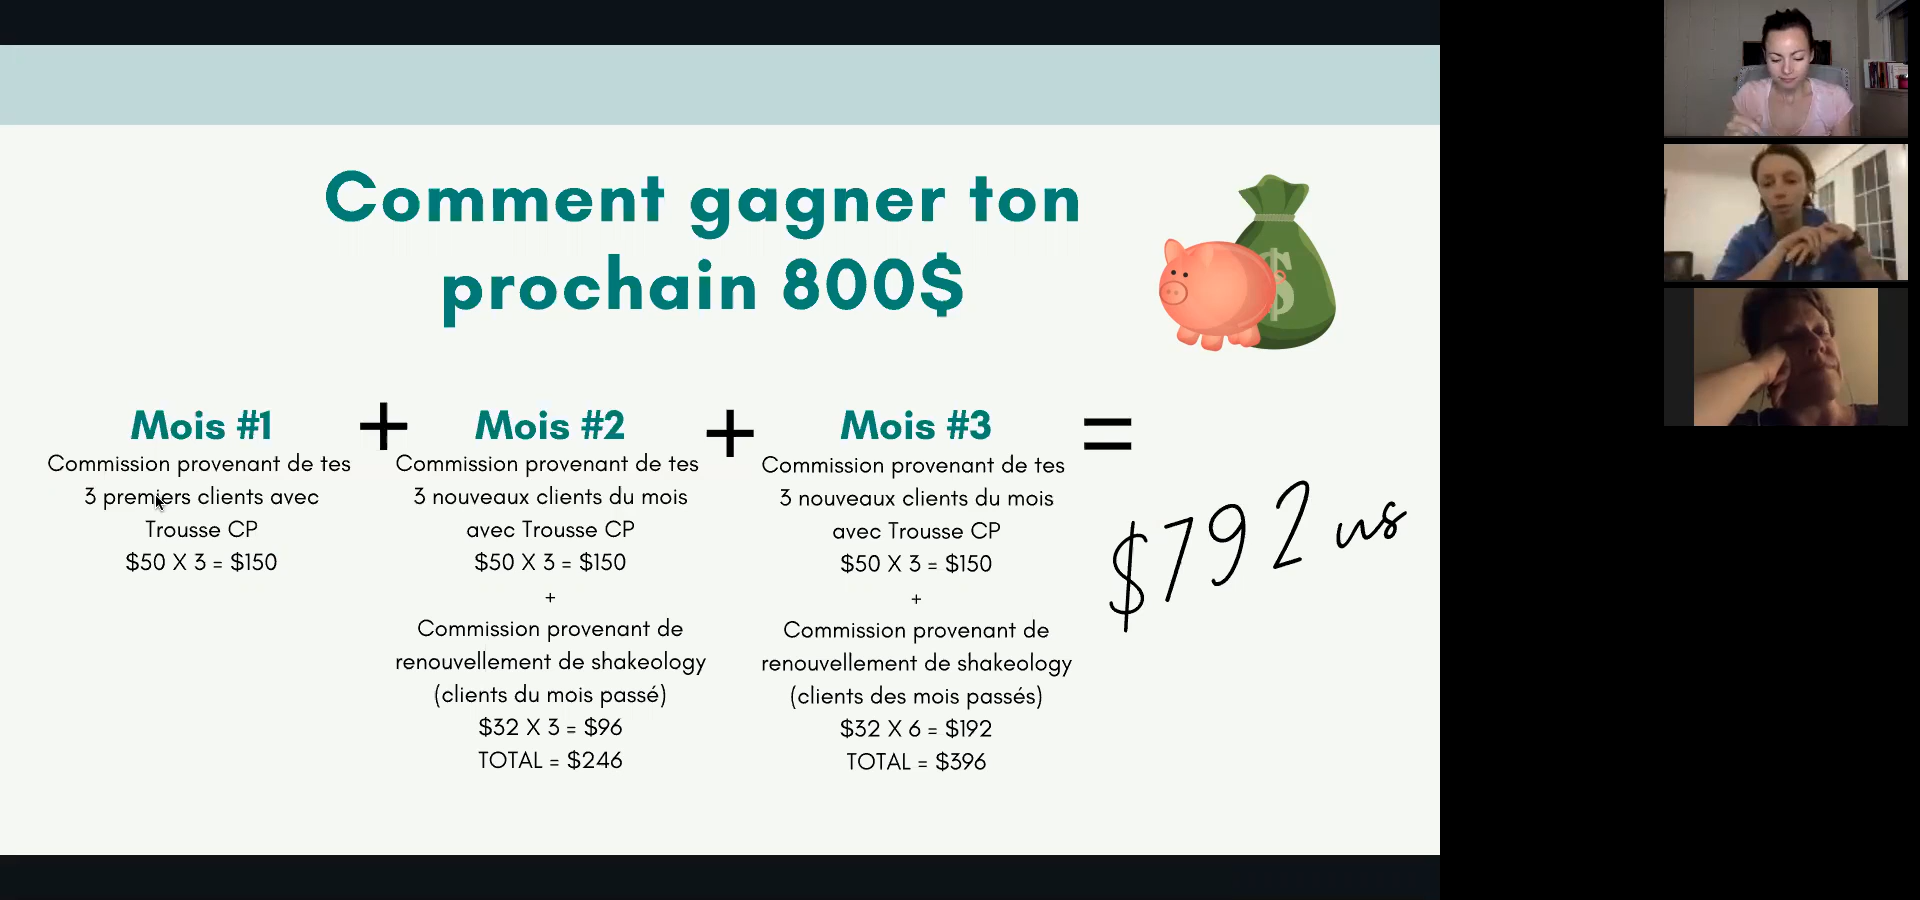 Comment gagner ton
prochain 800$
Mois #1
Commission provenant de tes
3 premiers clients avec
Trousse CP
$50 X 3 = $150
+
Mois #2
Commission provenant de tes
3 nouveaux clients du mois
avec Trousse CP
$50 X 3 = $150
+
Commission provenant de
renouvellement de shakeology
(clients du mois passé)
$32 X 3 = $96
TOTAL = $246
+
Mois #3
Commission provenant de tes
3 nouveaux clients du mois
avec Trousse CP
$50 X 3 = $150
+
Commission provenant de
renouvellement de shakeology
(clients des mois passés)
$32 X 6 = $192
TOTAL = $396
=
$792 us
$